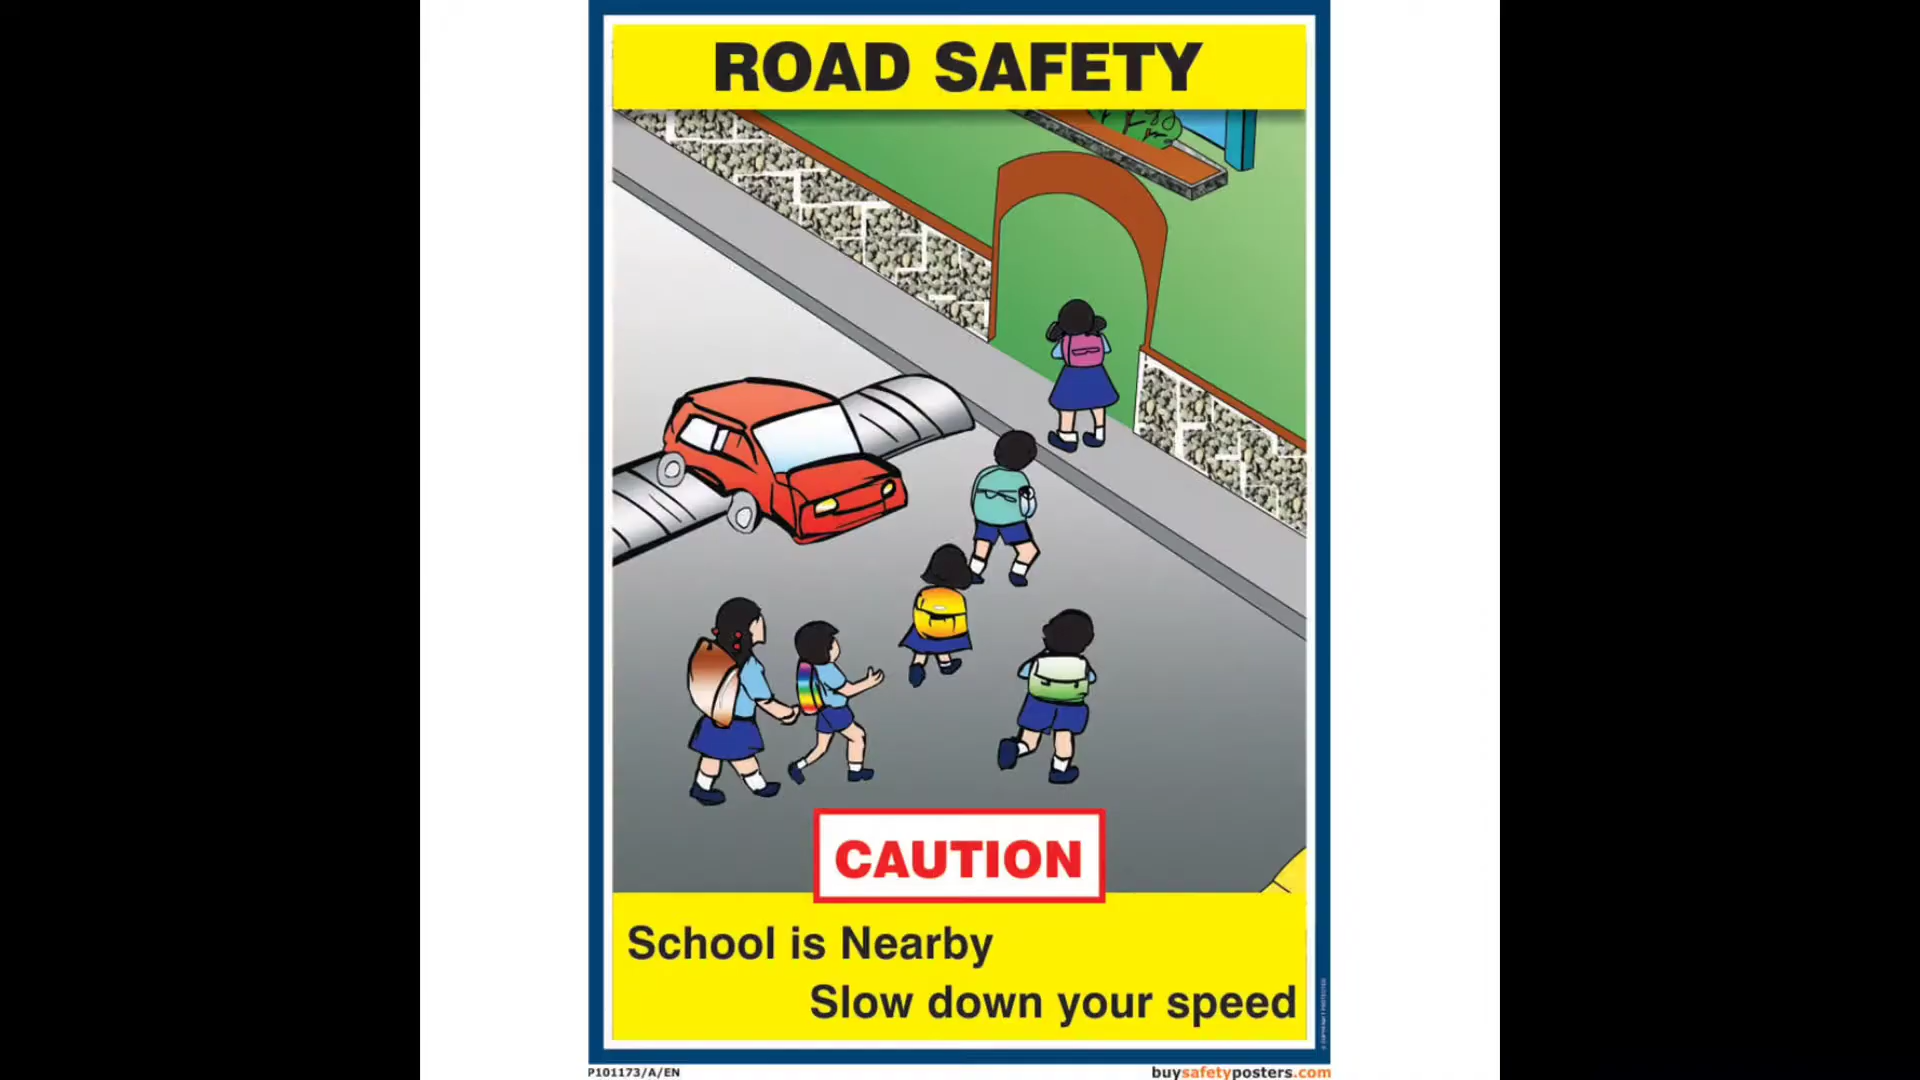 ROAD SAFETY
CAUTION
School is Nearby
Slow down your speed
P101173/A/EN
buysafetyposters.com